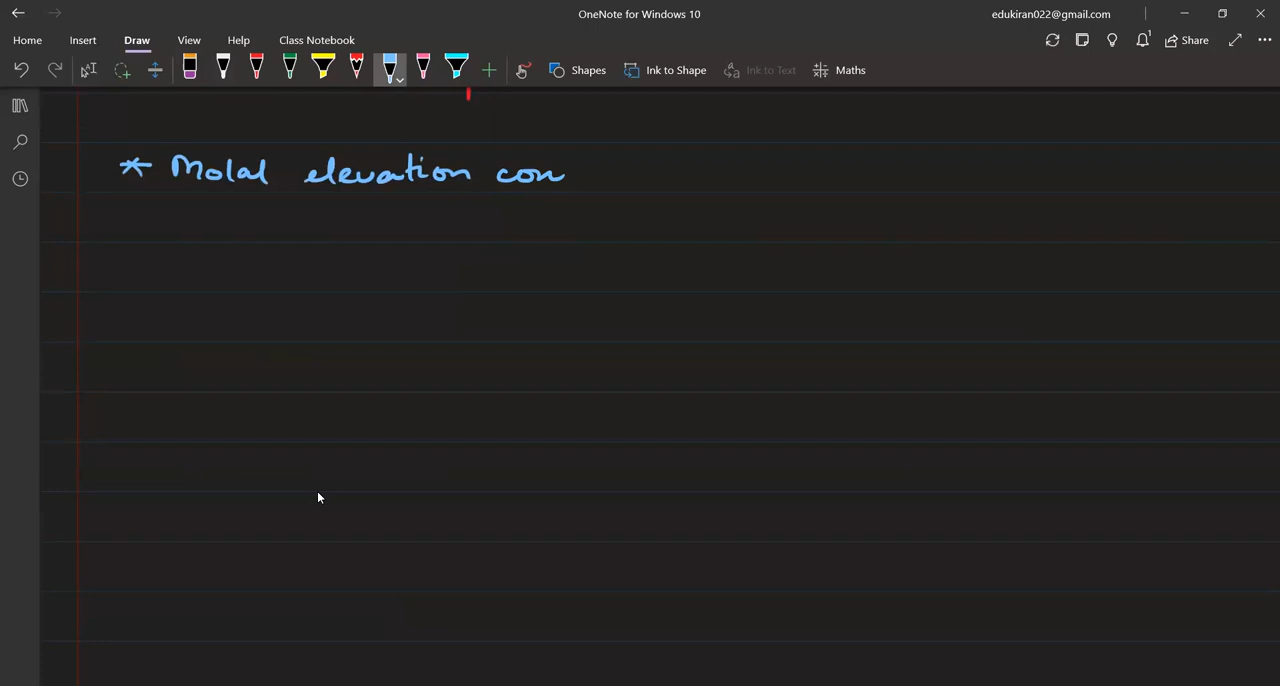 OneNote for Windows 10
edukiran022@gmail.com
Home Insert Draw View Help Class Notebook
Share
Shapes Ink to Shape Ink to Text Maths
* Molal elevation con